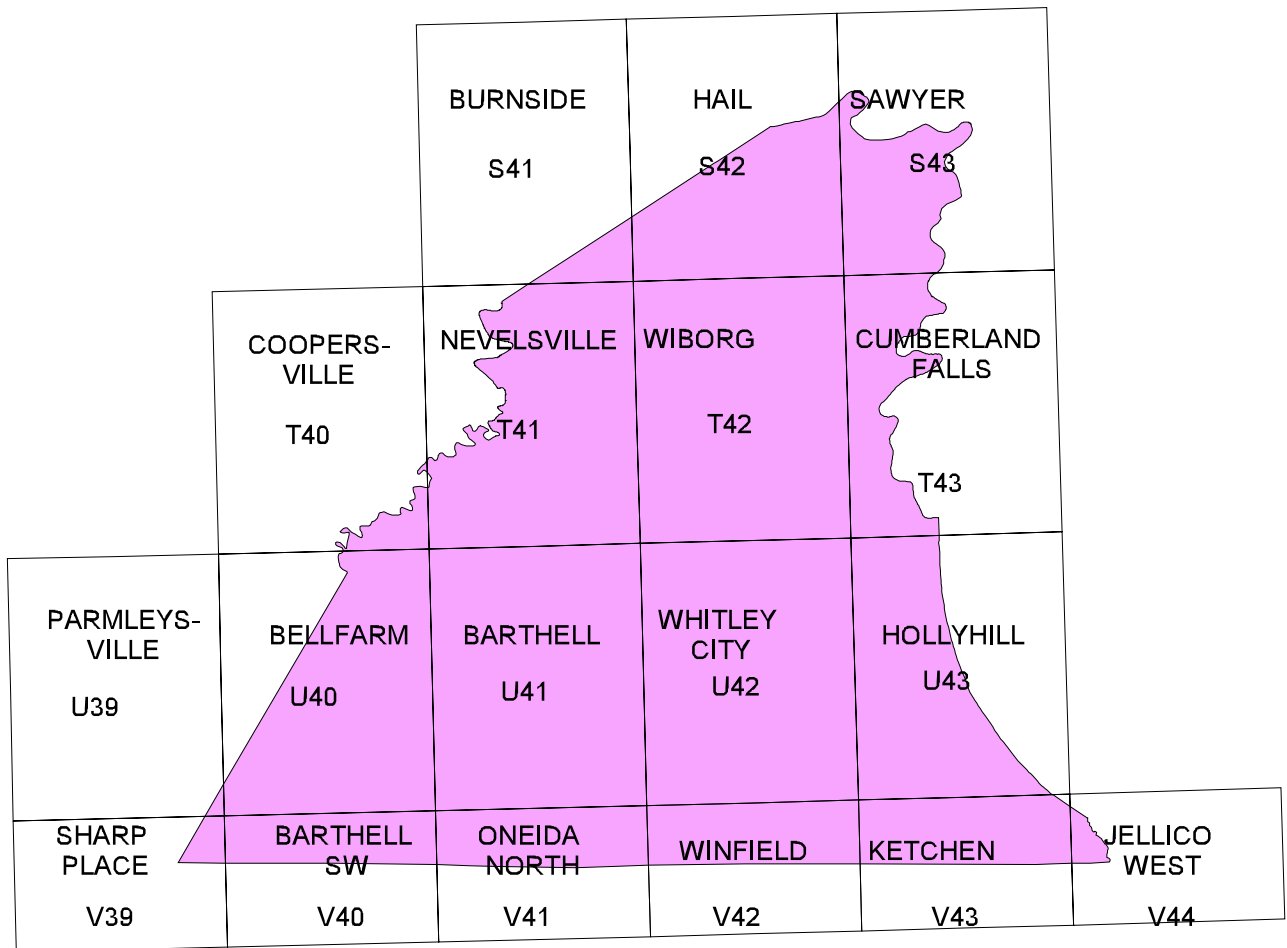 BURNSIDE
S41
HAIL
S42
SAWYER
S43
COOPERS-
VILLE
T40
NEVELSVILLE
T41
WIBORG
T42
CUMBERLAND
FALLS
T43
PARMLEYS-
VILLE
U39
BELLFARM
U40
BARTHELL
U41
WHITLEY
CITY
U42
HOLLYHILL
U43
SHARP
PLACE
V39
BARTHELL
SW
V40
ONEIDA
NORTH
V41
WINFIELD
V42
KETCHEN
V43
JELLICO
WEST
V44